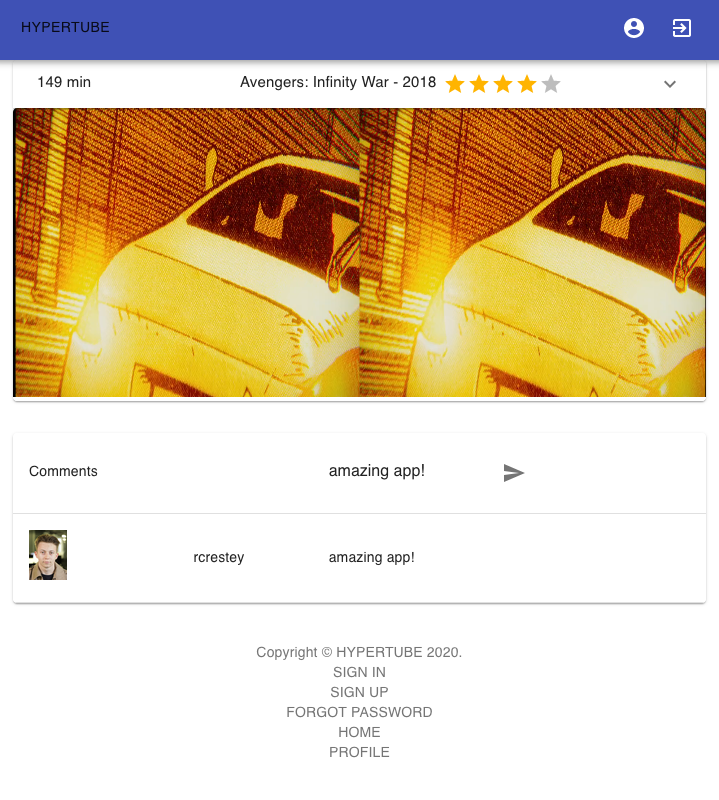 HYPERTUBE
149 min Avengers: Infinity War - 2018
Comments amazing app!
rcrestey amazing app!
Copyright © HYPERTUBE 2020.
SIGN IN
SIGN UP
FORGOT PASSWORD
HOME
PROFILE